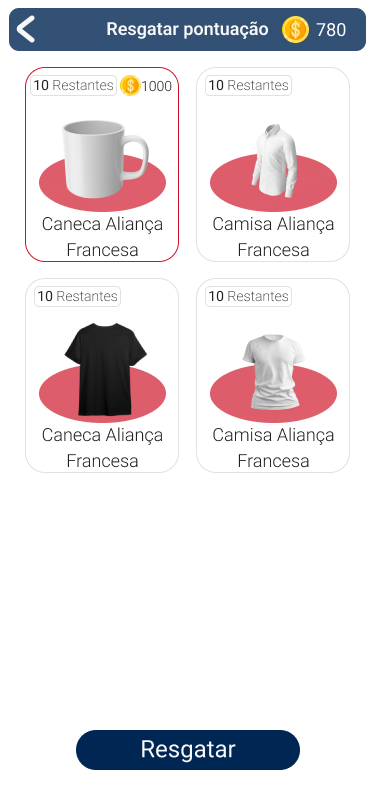 Resgatar pontuação 780
10 Restantes 1000
Caneca Aliança
Francesa
10 Restantes
Camisa Aliança
Francesa
10 Restantes
Caneca Aliança
Francesa
10 Restantes
Camisa Aliança
Francesa
Resgatar